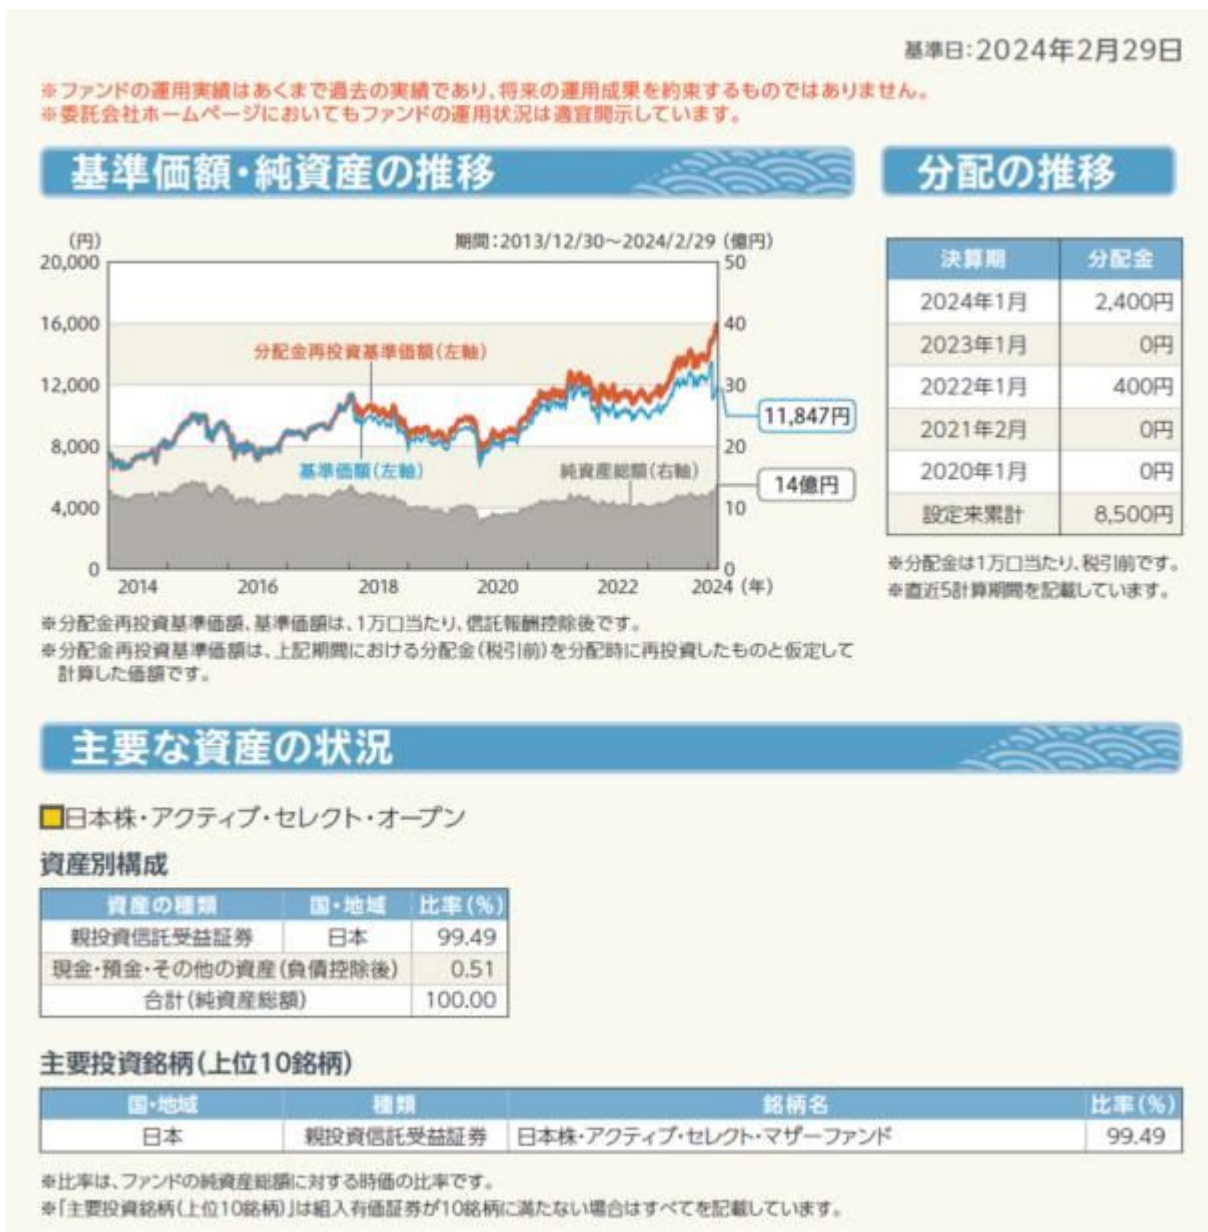 基準日:2024年2月29日
※ファンドの運用実績はあくまで過去の実績であり、将来の運用成果を約束するものではありません。
※委託会社ホームページにおいてもファンドの運用状況は適宜開示しています。
基準価額・純資産の推移
(円)
期間:2013/12/30～2024/2/29 (億円)
20,000
50
16,000
40
分配金再投資基準価額(左軸)
12,000
30
11,847円
8,000
20
基準価額(左軸)
純資産総額(右軸)
14億円
4,000
10
0
0
2014 2016 2018 2020 2022 2024 (年)
※分配金再投資基準価額、基準価額は、1万口当たり、信託報酬控除後です。
※分配金再投資基準価額は、上記期間における分配金(税引前)を分配時に再投資したものと仮定して
計算した価額です。
分配の推移
決算期 分配金
2024年1月 2,400円
2023年1月 0円
2022年1月 400円
2021年2月 0円
2020年1月 0円
設定来累計 8,500円
※分配金は1万口当たり、税引前です。
※直近5計算期間を記載しています。
主要な資産の状況
日本株・アクティブ・セレクト・オープン
資産別構成
資産の種類 国・地域 比率(%)
親投資信託受益証券 日本 99.49
現金・預金・その他の資産(負債控除後) 0.51
合計(純資産総額) 100.00
主要投資銘柄(上位10銘柄)
国・地域 種類 銘柄名 比率(%)
日本 親投資信託受益証券 日本株・アクティブ・セレクト・マザーファンド 99.49
※比率は、ファンドの純資産総額に対する時価の比率です。
※「主要投資銘柄(上位10銘柄)」は組入有価証券が10銘柄に満たない場合はすべてを記載しています。